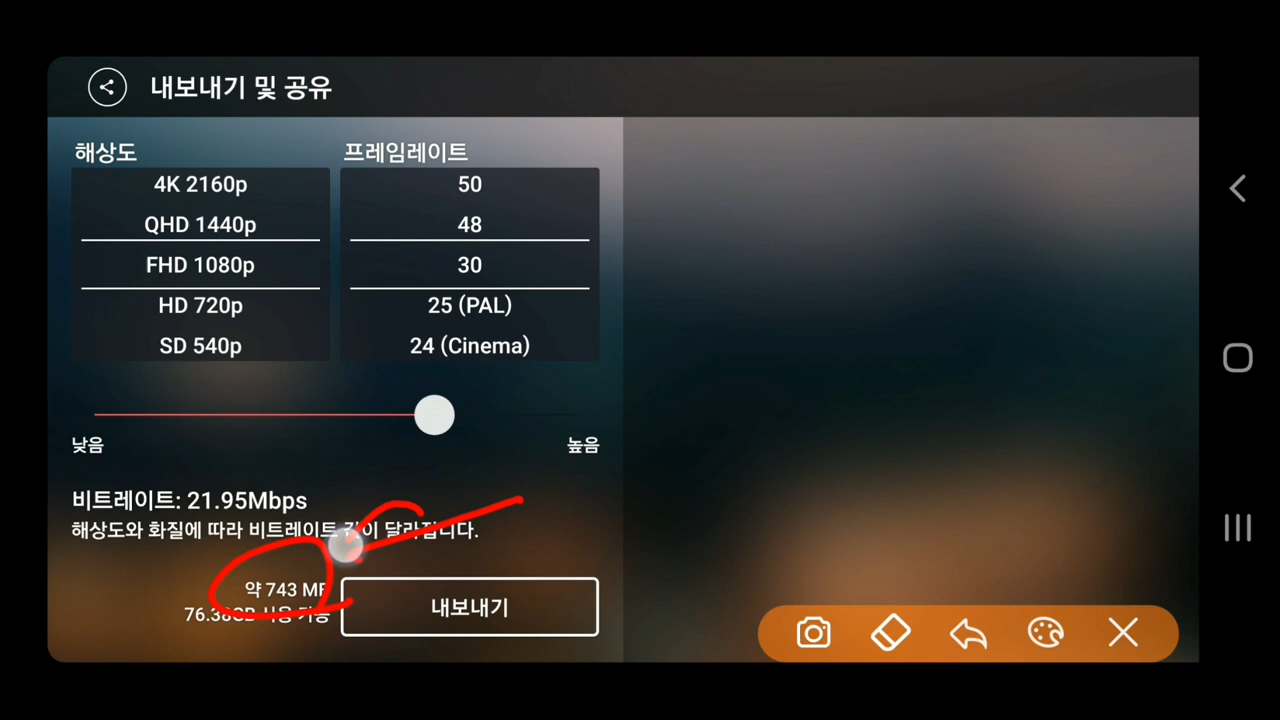 내보내기 및 공유
해상도
4K 2160p
QHD 1440p
FHD 1080p
HD 720p
SD 540p
프레임레이트
50
48
30
25 (PAL)
24 (Cinema)
낮음
높음
비트레이트: 21.95Mbps
해상도와 화질에 따라 비트레이트 값이 달라집니다.
약 743
76.38GB 사용 가능
내보내기